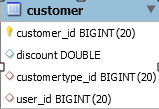 customer
customer_id BIGINT(20)
discount DOUBLE
customertype_id BIGINT(20)
user_id BIGINT(20)